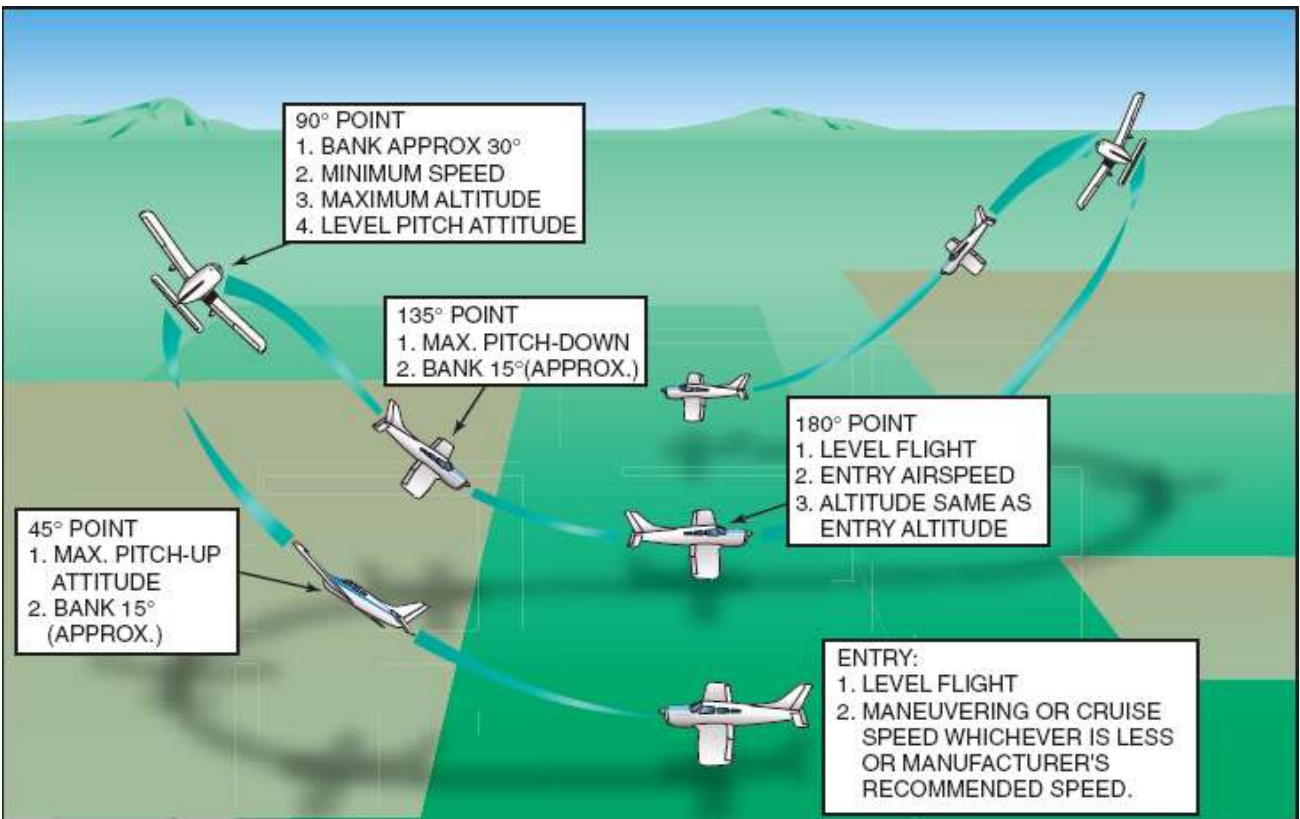 90° POINT
1. BANK APPROX 30°
2. MINIMUM SPEED
3. MAXIMUM ALTITUDE
4. LEVEL PITCH ATTITUDE
135° POINT
1. MAX. PITCH-DOWN
2. BANK 15°(APPROX.)
180° POINT
1. LEVEL FLIGHT
2. ENTRY AIRSPEED
3. ALTITUDE SAME AS
ENTRY ALTITUDE
45° POINT
1. MAX. PITCH-UP
ATTITUDE
2. BANK 15°
(APPROX.)
ENTRY:
1. LEVEL FLIGHT
2. MANEUVERING OR CRUISE
SPEED WHICHEVER IS LESS
OR MANUFACTURER'S
RECOMMENDED SPEED.